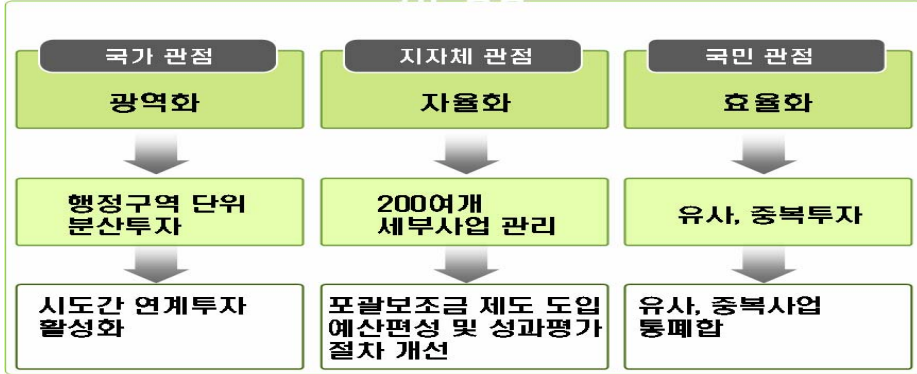 국가 관점
광역화
행정구역 단위
분산투자
시도간 연계투자
활성화
지자체 관점
자율화
200여개
세부사업 관리
포괄보조금 제도 도입
예산편성 및 성과평가
절차 개선
국민 관점
효율화
유사, 중복투자
유사, 중복사업
통폐합